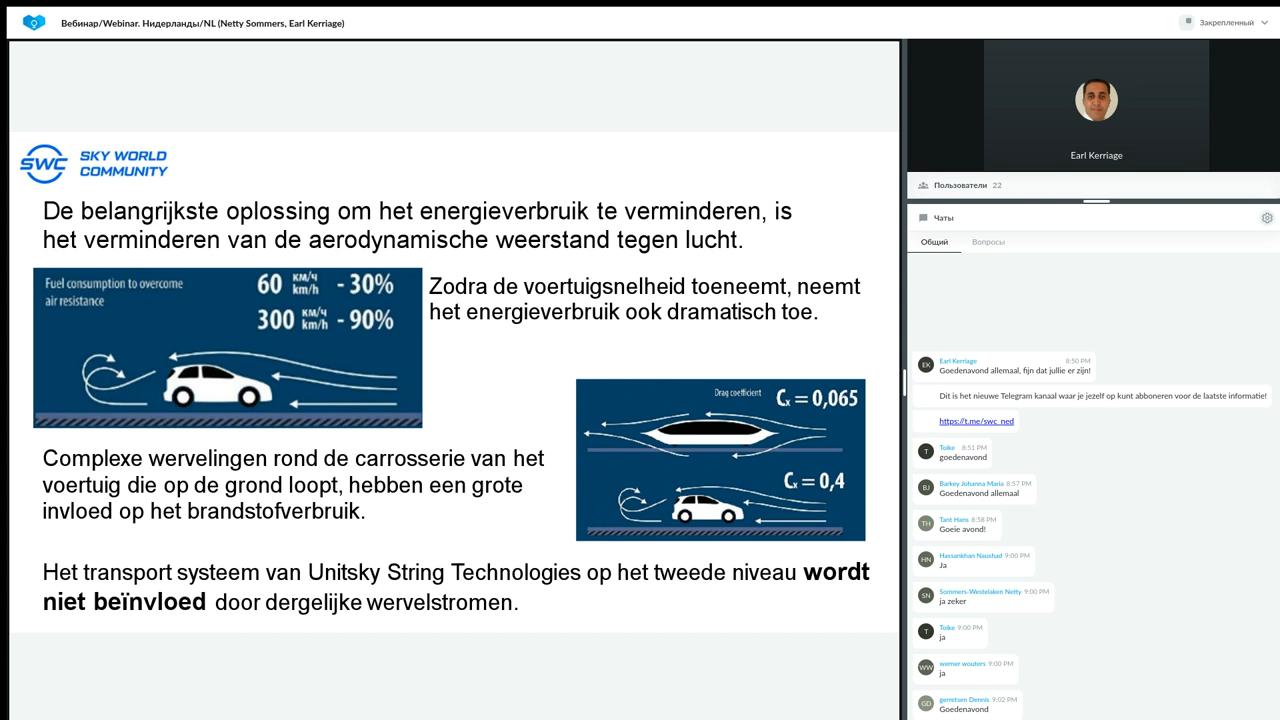 Вебинар/Webinar. Нидерланды/NL (Netty Sommers, Earl Kerriage)
Закрепленный
SWC SKY WORLD
COMMUNITY
De belangrijkste oplossing om het energieverbruik te verminderen, is
het verminderen van de aerodynamische weerstand tegen lucht.
Fuel consumption to overcome
air resistance
60 км/ч km/h - 30%
300 км/ч km/h - 90%
Zodra de voertuigsnelheid toeneemt, neemt
het energieverbruik ook dramatisch toe.
Drag coefficient Cx = 0,065
Cx = 0,4
Complexe wervelingen rond de carrosserie van het
voertuig die op de grond loopt, hebben een grote
invloed op het brandstofverbruik.
Het transport systeem van Unitsky String Technologies op het tweede niveau wordt
niet beïnvloed door dergelijke wervelstromen.
Earl Kerriage
Пользователи 22
Чаты
Общий Вопросы
EK Earl Kerriage 8:50 PM
Goedenavond allemaal, fijn dat jullie er zijn!
Dit is het nieuwe Telegram kanaal waar je jezelf op kunt abboneren voor de laatste informatie!
https://t.me/swc_ned
T Toike 8:51 PM
goedenavond
BJ Barkey Johanna Maria 8:57 PM
Goedenavond allemaal
TH Tant Hans 8:58 PM
Goeie avond!
HN Hassankhan Naushad 9:00 PM
Ja
SN Sommers-Westelaken Netty 9:00 PM
ja zeker
T Toike 9:00 PM
ja
WW werner wouters 9:00 PM
ja
GD gerretsen Dennis 9:02 PM
Goedenavond